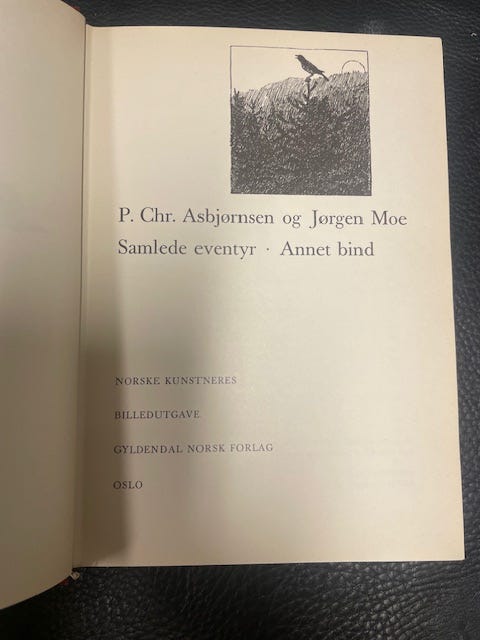 P. Chr. Asbjørnsen og Jørgen Moe
Samlede eventyr · Annet bind
NORSKE KUNSTNERES
BILLEDUTGAVE
GYLDENDAL NORSK FORLAG
OSLO